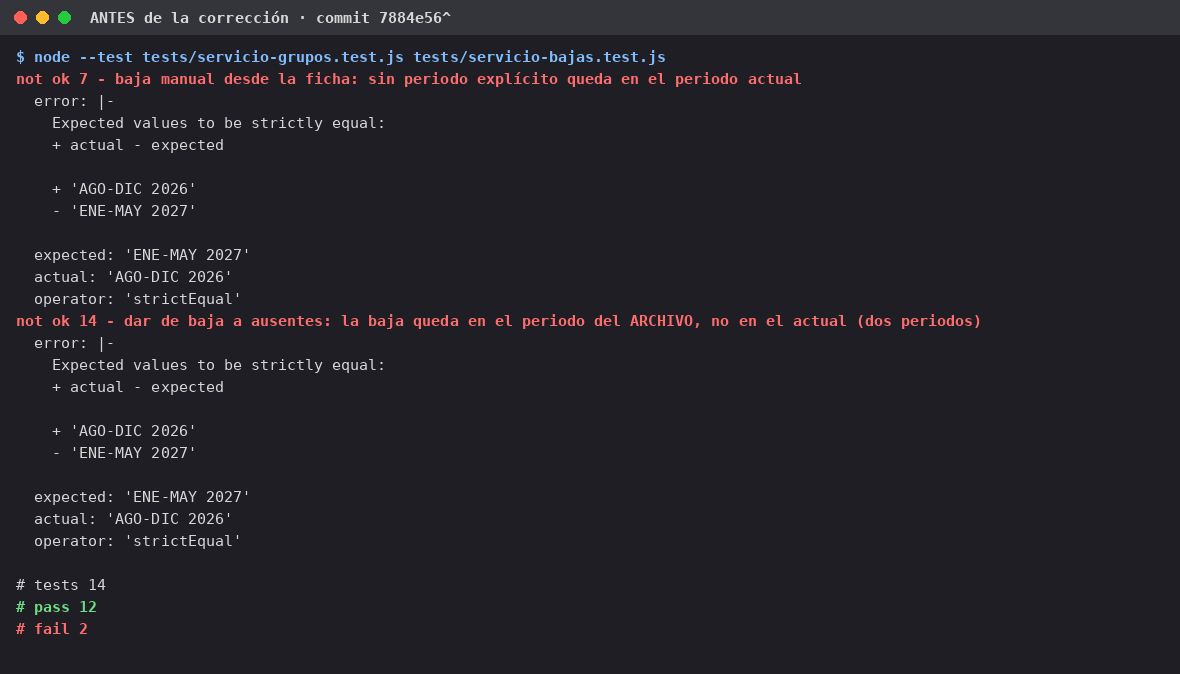 ANTES de la corrección · commit 7884e56^
$ node --test tests/servicio-grupos.test.js tests/servicio-bajas.test.js
not ok 7 - baja manual desde la ficha: sin periodo explícito queda en el periodo actual
error: |-
Expected values to be strictly equal:
+ actual - expected
+ 'AGO-DIC 2026'
- 'ENE-MAY 2027'
expected: 'ENE-MAY 2027'
actual: 'AGO-DIC 2026'
operator: 'strictEqual'
not ok 14 - dar de baja a ausentes: la baja queda en el periodo del ARCHIVO, no en el actual (dos periodos)
error: |-
Expected values to be strictly equal:
+ actual - expected
+ 'AGO-DIC 2026'
- 'ENE-MAY 2027'
expected: 'ENE-MAY 2027'
actual: 'AGO-DIC 2026'
operator: 'strictEqual'
# tests 14
# pass 12
# fail 2